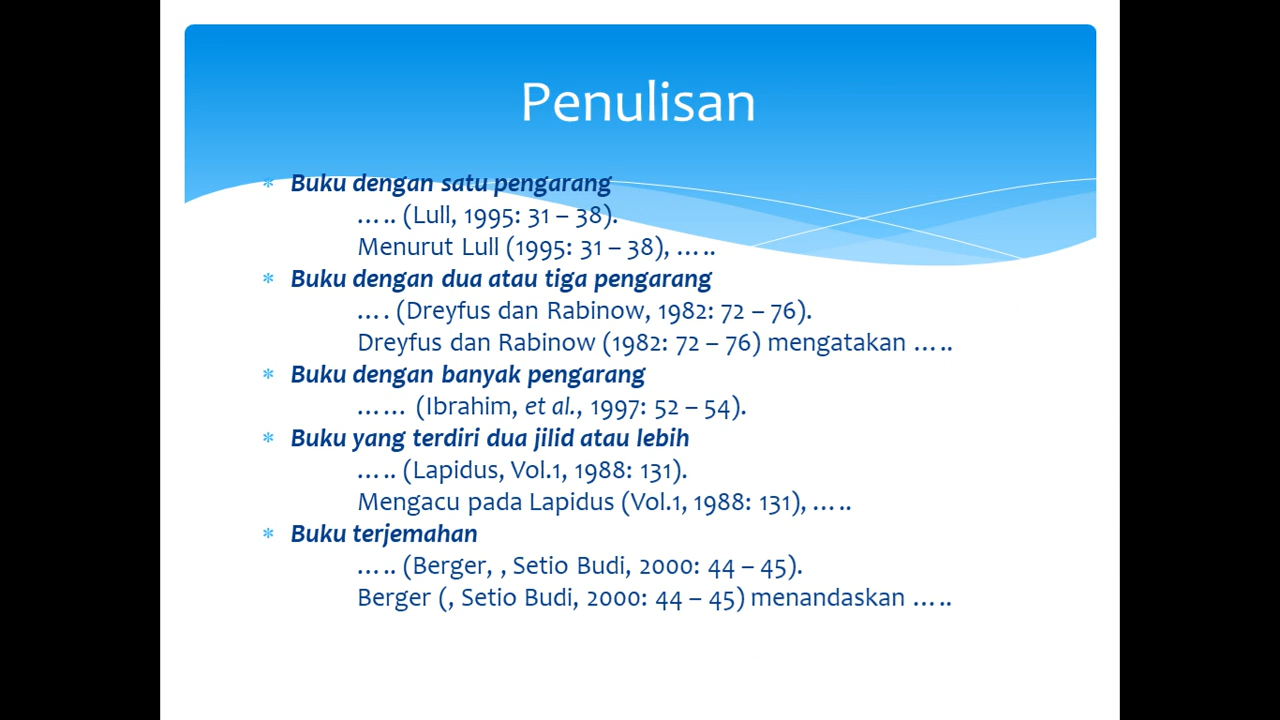 Penulisan
* Buku dengan satu pengarang
….. (Lull, 1995: 31 – 38).
Menurut Lull (1995: 31 – 38), …..
* Buku dengan dua atau tiga pengarang
…. (Dreyfus dan Rabinow, 1982: 72 – 76).
Dreyfus dan Rabinow (1982: 72 – 76) mengatakan …..
* Buku dengan banyak pengarang
…… (Ibrahim, et al., 1997: 52 – 54).
* Buku yang terdiri dua jilid atau lebih
….. (Lapidus, Vol.1, 1988: 131).
Mengacu pada Lapidus (Vol.1, 1988: 131), …..
* Buku terjemahan
….. (Berger, , Setio Budi, 2000: 44 – 45).
Berger (, Setio Budi, 2000: 44 – 45) menandaskan …..